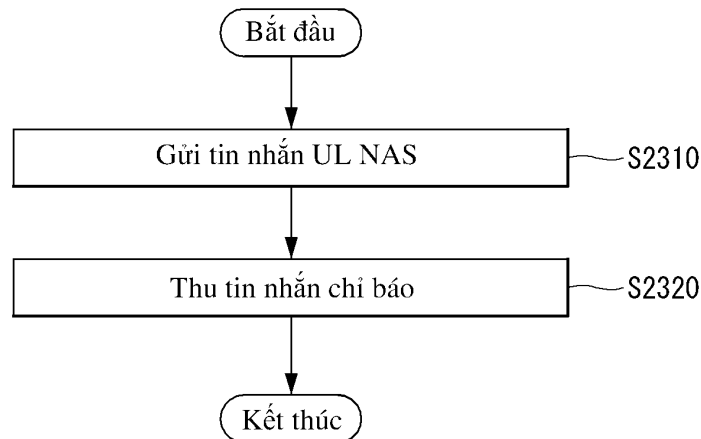 Bắt đầu
Gửi tin nhắn UL NAS
S2310
Thu tin nhắn chỉ báo
S2320
Kết thúc